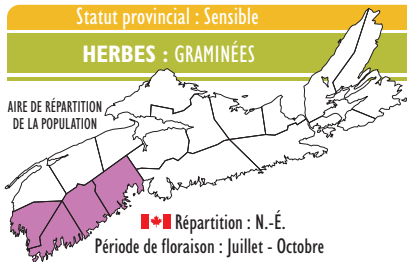 Statut provincial : Sensible
HERBES : GRAMINÉES
AIRE DE RÉPARTITION
DE LA POPULATION
Répartition : N.-É.
Période de floraison : Juillet - Octobre